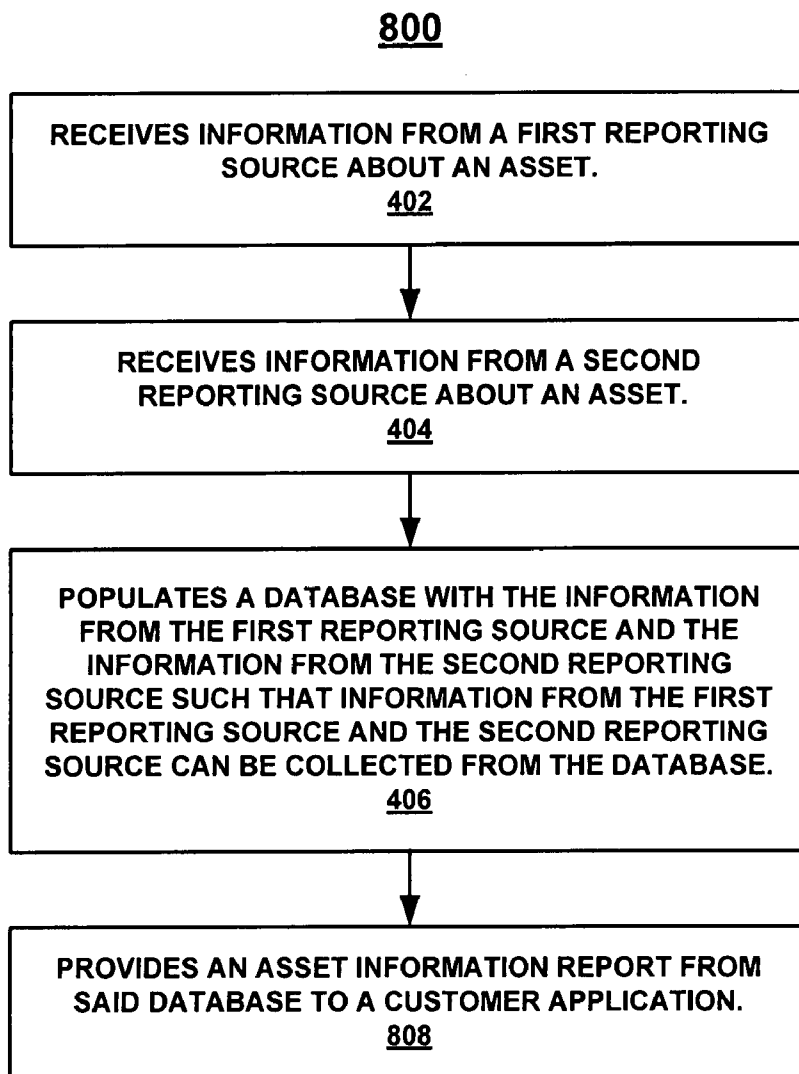 800
RECEIVES INFORMATION FROM A FIRST REPORTING
SOURCE ABOUT AN ASSET.
402
RECEIVES INFORMATION FROM A SECOND
REPORTING SOURCE ABOUT AN ASSET.
404
POPULATES A DATABASE WITH THE INFORMATION
FROM THE FIRST REPORTING SOURCE AND THE
INFORMATION FROM THE SECOND REPORTING
SOURCE SUCH THAT INFORMATION FROM THE FIRST
REPORTING SOURCE AND THE SECOND REPORTING
SOURCE CAN BE COLLECTED FROM THE DATABASE.
406
PROVIDES AN ASSET INFORMATION REPORT FROM
SAID DATABASE TO A CUSTOMER APPLICATION.
808